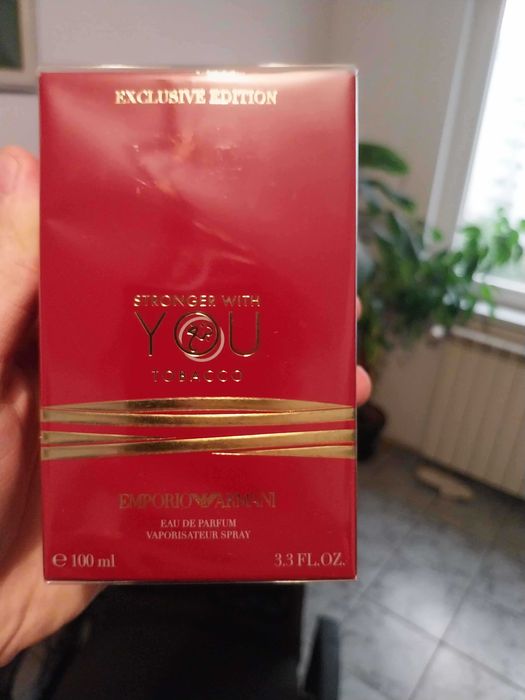 EXCLUSIVE EDITION
STRONGER WITH
YOU
TOBACCO
EMPORIO ARMANI
EAU DE PARFUM
VAPORISATEUR SPRAY
℮ 100 ml 3.3 FL.OZ.